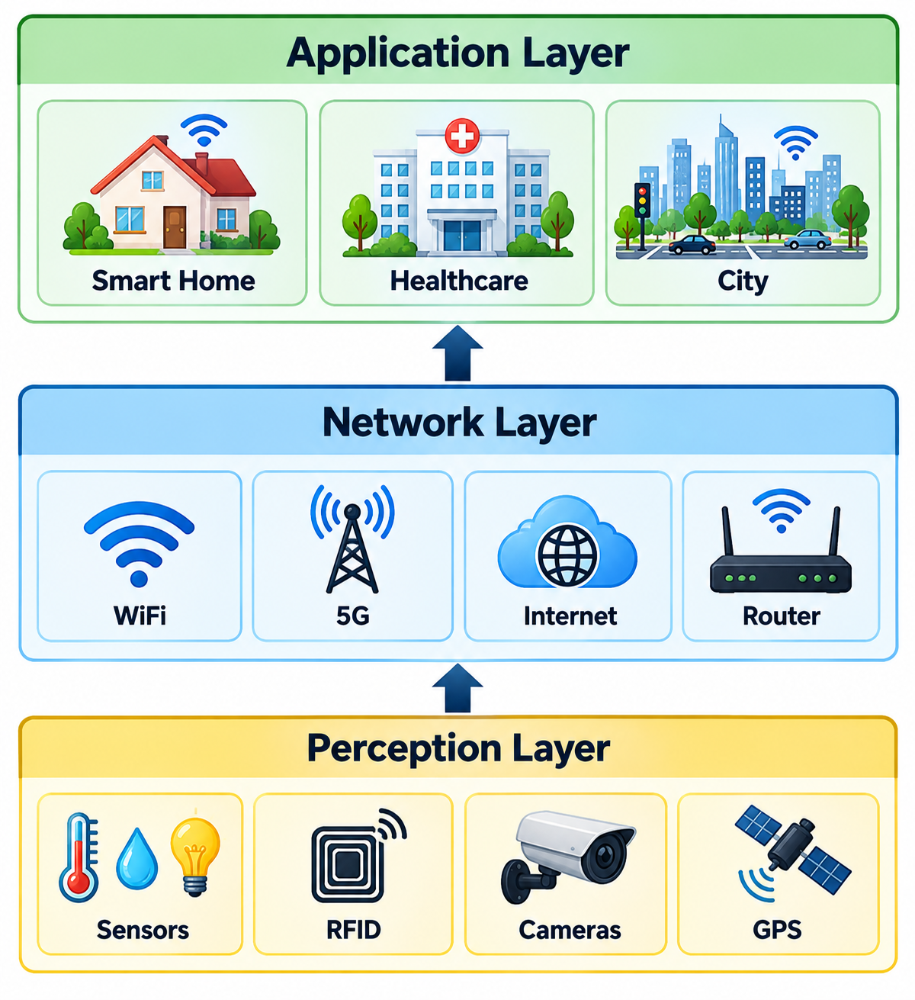 Application Layer
Smart Home
Healthcare
City
Network Layer
WiFi
5G
Internet
Router
Perception Layer
Sensors
RFID
Cameras
GPS